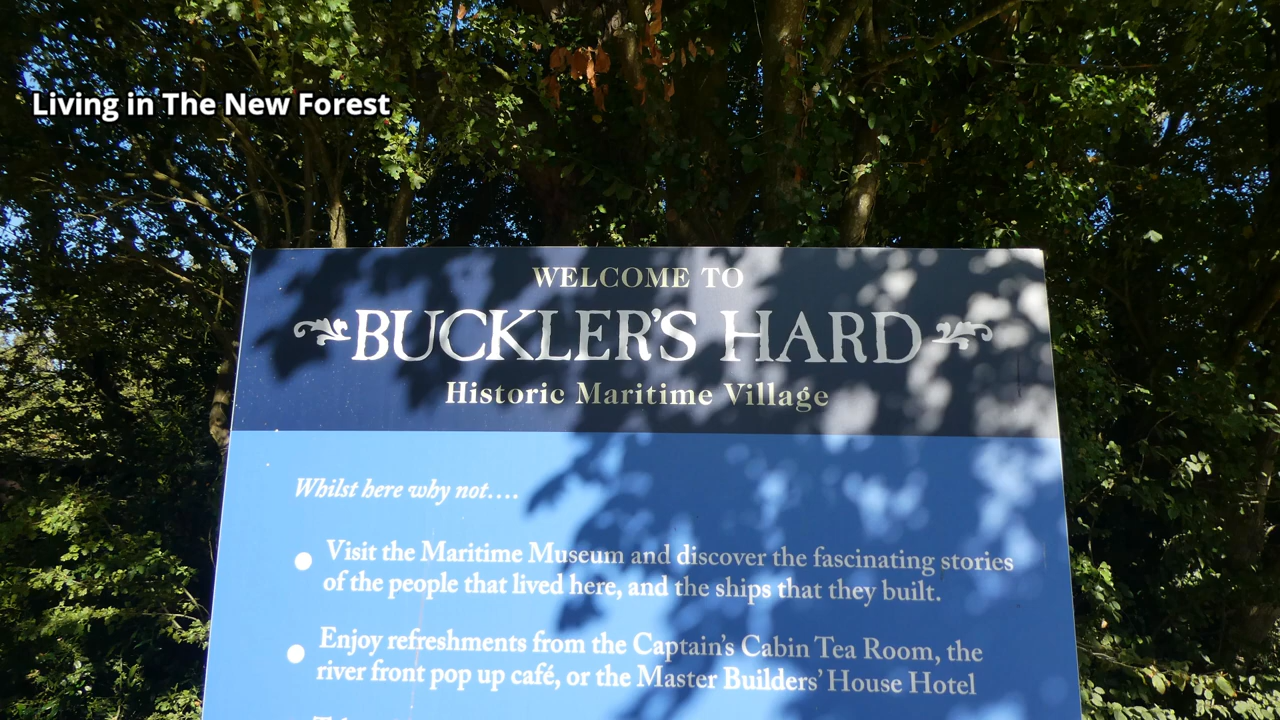 Living in The New Forest
WELCOME TO
BUCKLER'S HARD
Historic Maritime Village
Whilst here why not....
Visit the Maritime Museum and discover the fascinating stories
of the people that lived here, and the ships that they built.
Enjoy refreshments from the Captain's Cabin Tea Room, the
river front pop up café, or the Master Builders' House Hotel